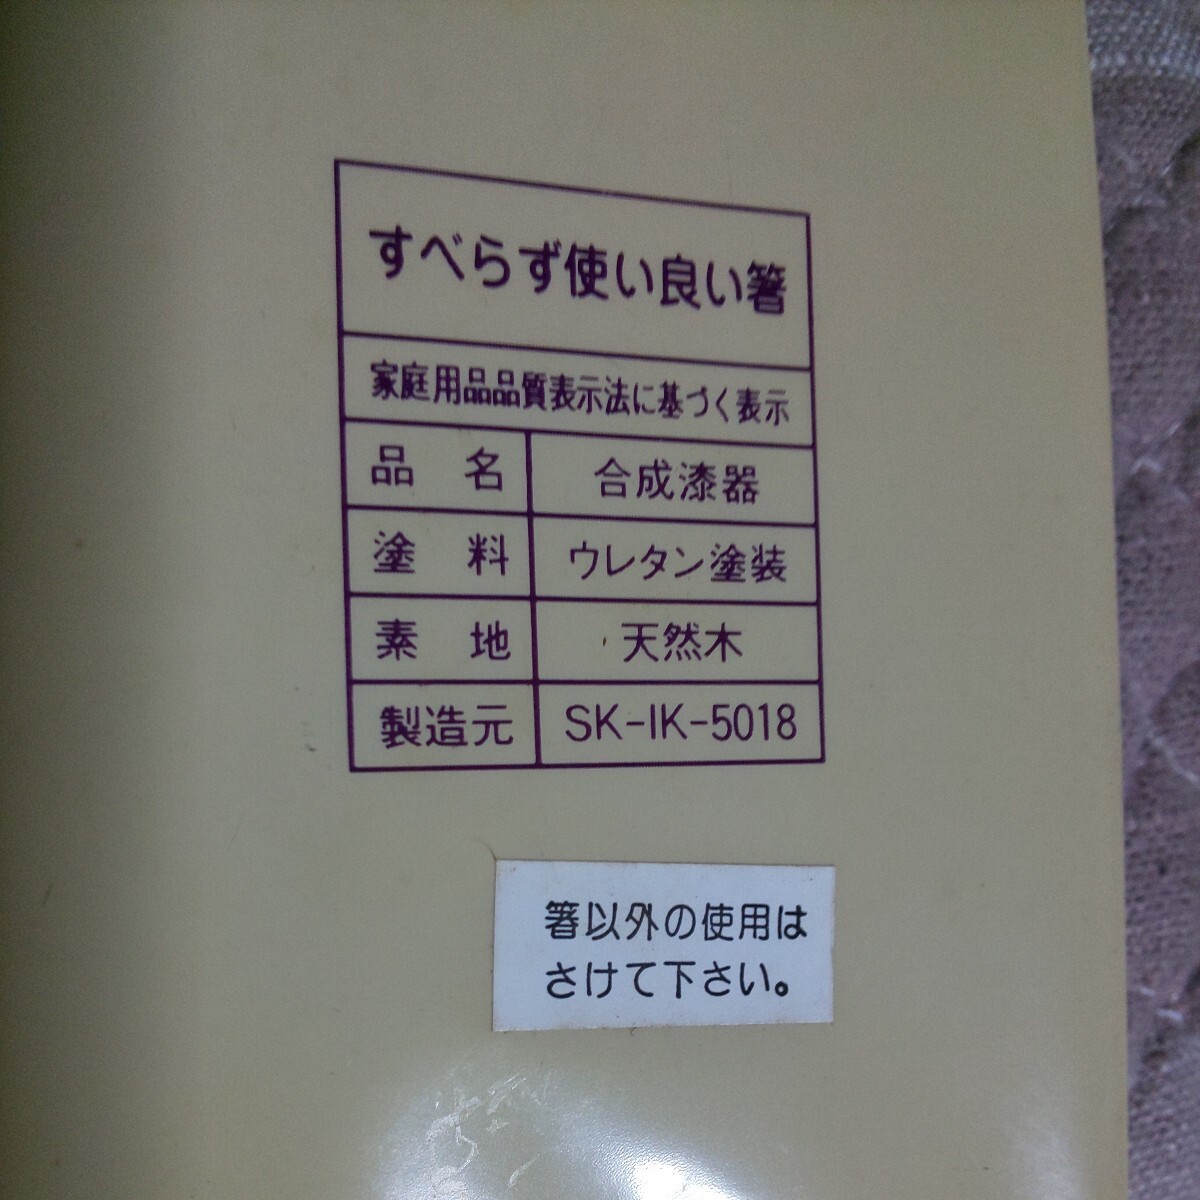 すべらず使い良い箸
家庭用品品質表示法に基づく表示
品名 合成漆器
塗料 ウレタン塗装
素地 天然木
製造元 SK-IK-5018
箸以外の使用は
さけて下さい。